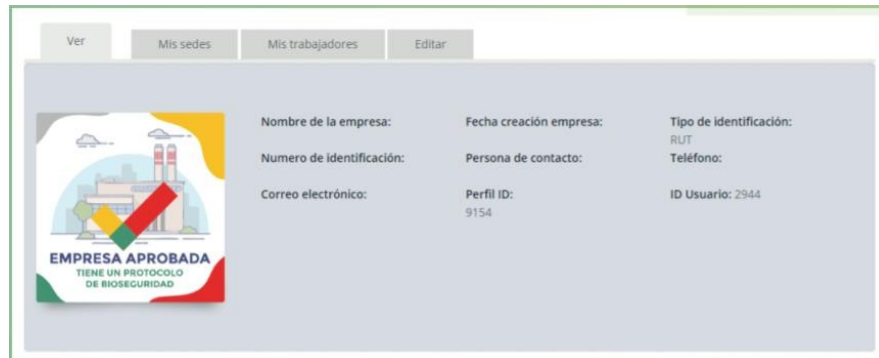 Ver
Mis sedes
Mis trabajadores
Editar
Nombre de la empresa:
Fecha creación empresa:
Tipo de identificación:
RUT
Numero de identificación:
Persona de contacto:
Teléfono:
Correo electrónico:
Perfil ID:
9154
ID Usuario: 2944
EMPRESA APROBADA
TIENE UN PROTOCOLO
DE BIOSEGURIDAD